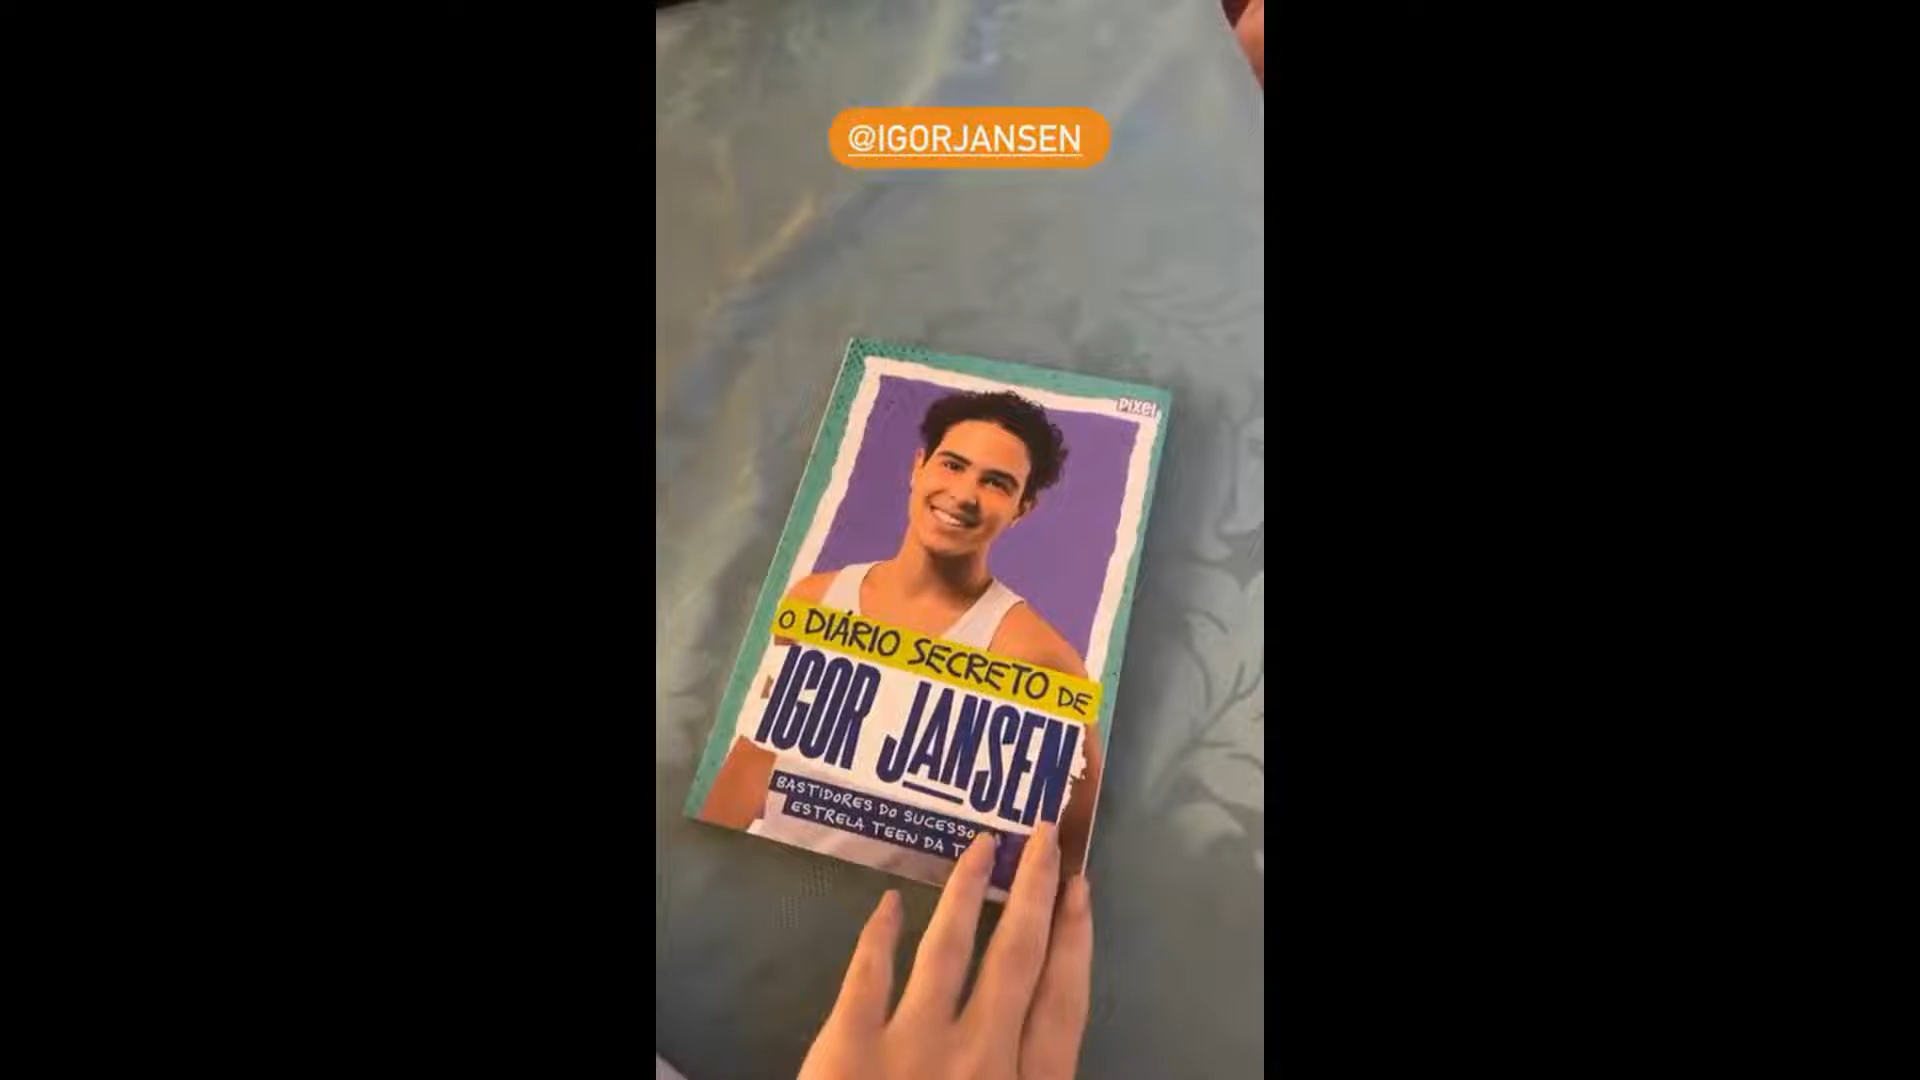 @IGORJANSEN
pixel
O DIÁRIO SECRETO DE
IGOR JANSEN
BASTIDORES DO SUCESSO
ESTRELA TEEN DA